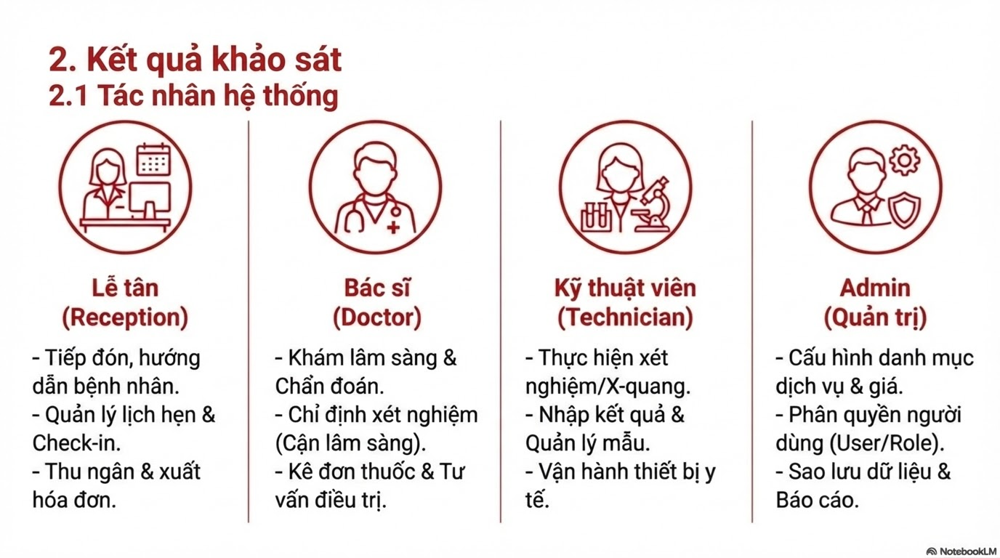 2. Kết quả khảo sát
2.1 Tác nhân hệ thống
Lễ tân
(Reception)
- Tiếp đón, hướng
dẫn bệnh nhân.
- Quản lý lịch hẹn &
Check-in.
- Thu ngân & xuất
hóa đơn.
Bác sĩ
(Doctor)
- Khám lâm sàng &
Chẩn đoán.
- Chỉ định xét nghiệm
(Cận lâm sàng).
- Kê đơn thuốc & Tư
vấn điều trị.
Kỹ thuật viên
(Technician)
- Thực hiện xét
nghiệm/X-quang.
- Nhập kết quả &
Quản lý mẫu.
- Vận hành thiết bị y
tế.
Admin
(Quản trị)
- Cấu hình danh mục
dịch vụ & giá.
- Phân quyền người
dùng (User/Role).
- Sao lưu dữ liệu &
Báo cáo.
NotebookLM